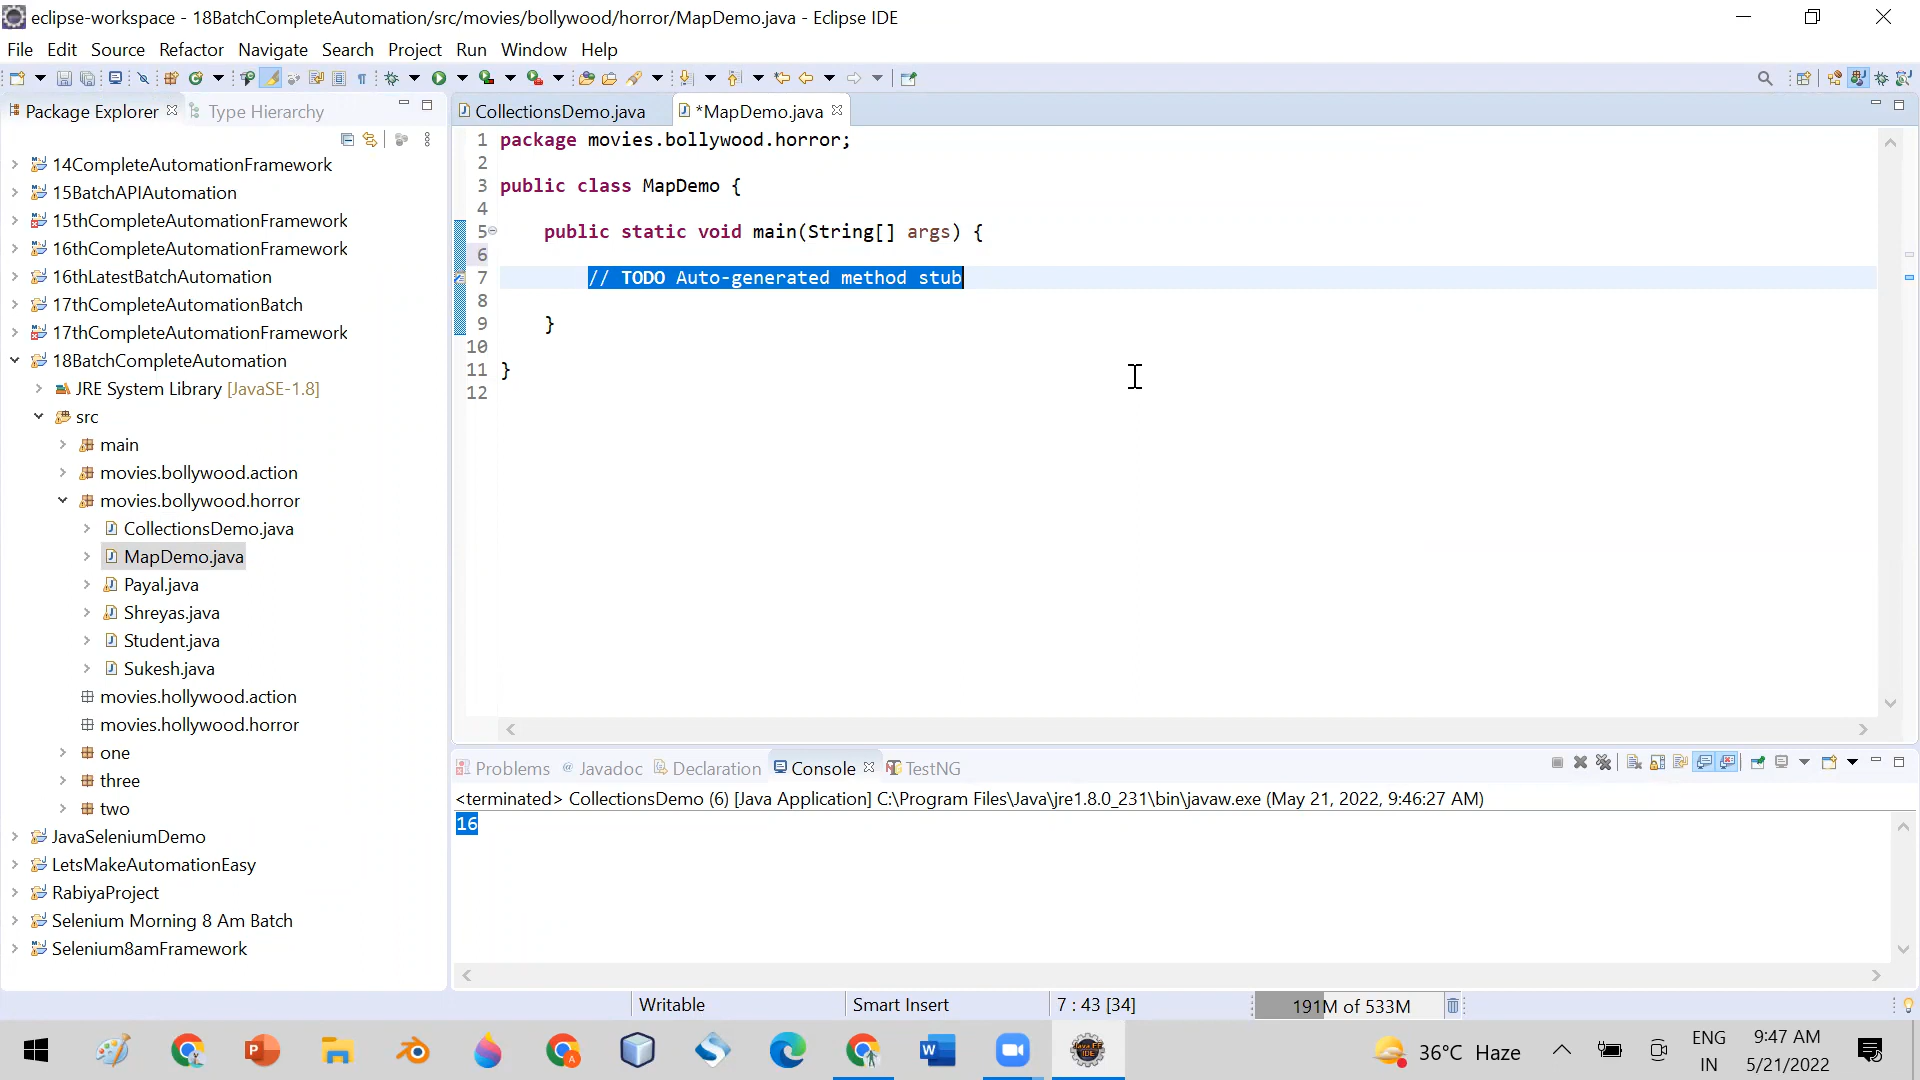 eclipse-workspace - 18BatchCompleteAutomation/src/movies/bollywood/horror/MapDemo.java - Eclipse IDE
File Edit Source Refactor Navigate Search Project Run Window Help
Package Explorer Type Hierarchy
CollectionsDemo.java *MapDemo.java
14CompleteAutomationFramework
15BatchAPIAutomation
15thCompleteAutomationFramework
16thCompleteAutomationFramework
16thLatestBatchAutomation
17thCompleteAutomationBatch
17thCompleteAutomationFramework
18BatchCompleteAutomation
JRE System Library [JavaSE-1.8]
src
main
movies.bollywood.action
movies.bollywood.horror
CollectionsDemo.java
MapDemo.java
Payal.java
Shreyas.java
Student.java
Sukesh.java
movies.hollywood.action
movies.hollywood.horror
one
three
two
JavaSeleniumDemo
LetsMakeAutomationEasy
RabiyaProject
Selenium Morning 8 Am Batch
Selenium8amFramework
1 package movies.bollywood.horror;
2
3 public class MapDemo {
4
5 public static void main(String[] args) {
6
7 // TODO Auto-generated method stub
8
9 }
10
11 }
12
Problems Javadoc Declaration Console TestNG
<terminated> CollectionsDemo (6) [Java Application] C:\Program Files\Java\jre1.8.0_231\bin\javaw.exe (May 21, 2022, 9:46:27 AM)
16
Writable Smart Insert 7 : 43 [34] 191M of 533M
36°C Haze
ENG
IN
9:47 AM
5/21/2022